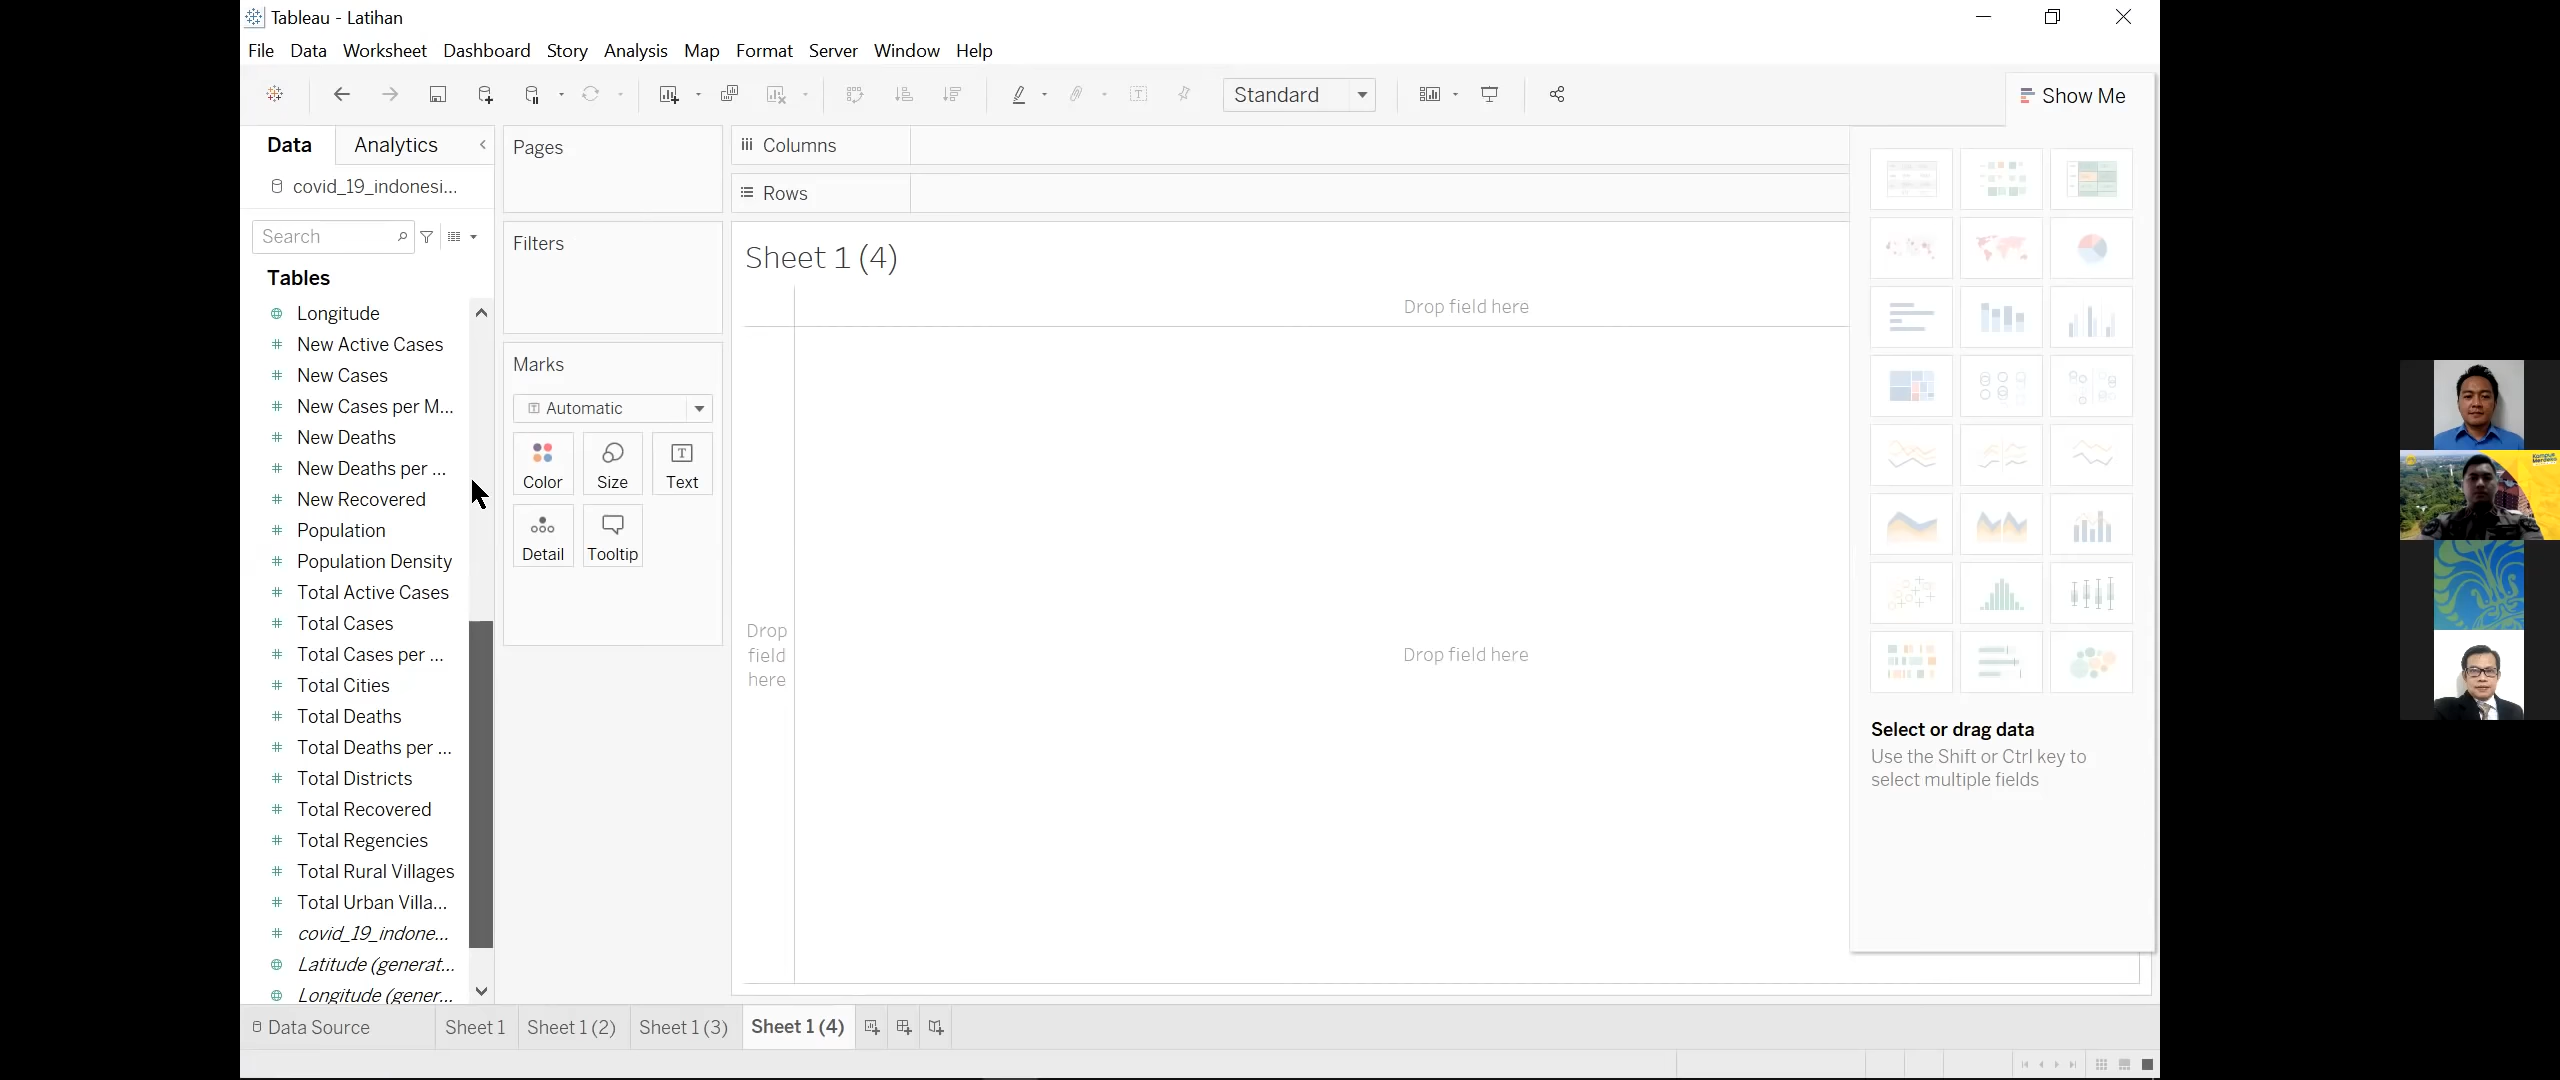 Tableau - Latihan
File Data Worksheet Dashboard Story Analysis Map Format Server Window Help
Standard
Show Me
Data Analytics
covid_19_indonesi...
Search
Tables
Longitude
New Active Cases
New Cases
New Cases per M...
New Deaths
New Deaths per ...
New Recovered
Population
Population Density
Total Active Cases
Total Cases
Total Cases per ...
Total Cities
Total Deaths
Total Deaths per ...
Total Districts
Total Recovered
Total Regencies
Total Rural Villages
Total Urban Villa...
covid_19_indone...
Latitude (generat...
Longitude (gener...
Pages
Filters
Marks
Automatic
Color Size Text
Detail Tooltip
Columns
Rows
Sheet 1 (4)
Drop field here
Drop
field
here
Drop field here
Select or drag data
Use the Shift or Ctrl key to
select multiple fields
Data Source Sheet 1 Sheet 1 (2) Sheet 1 (3) Sheet 1 (4)
Kampus
Merdeka